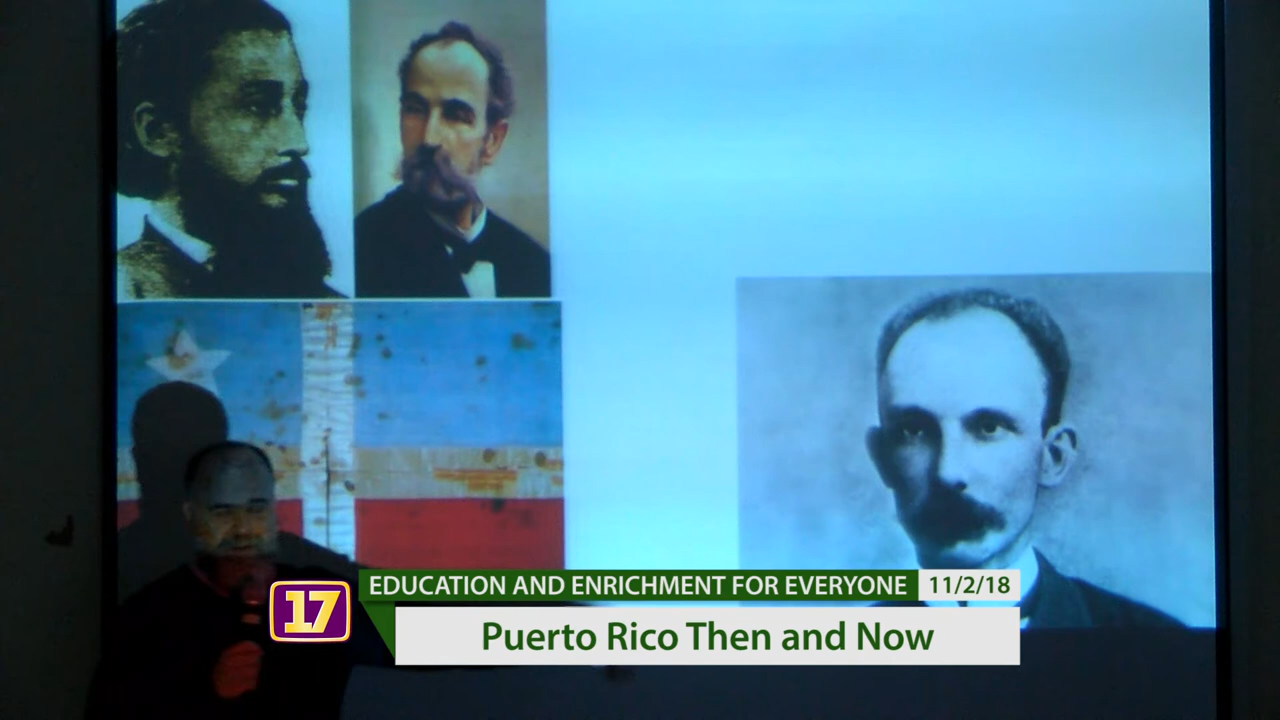 EDUCATION AND ENRICHMENT FOR EVERYONE 11/2/18
17 Puerto Rico Then and Now